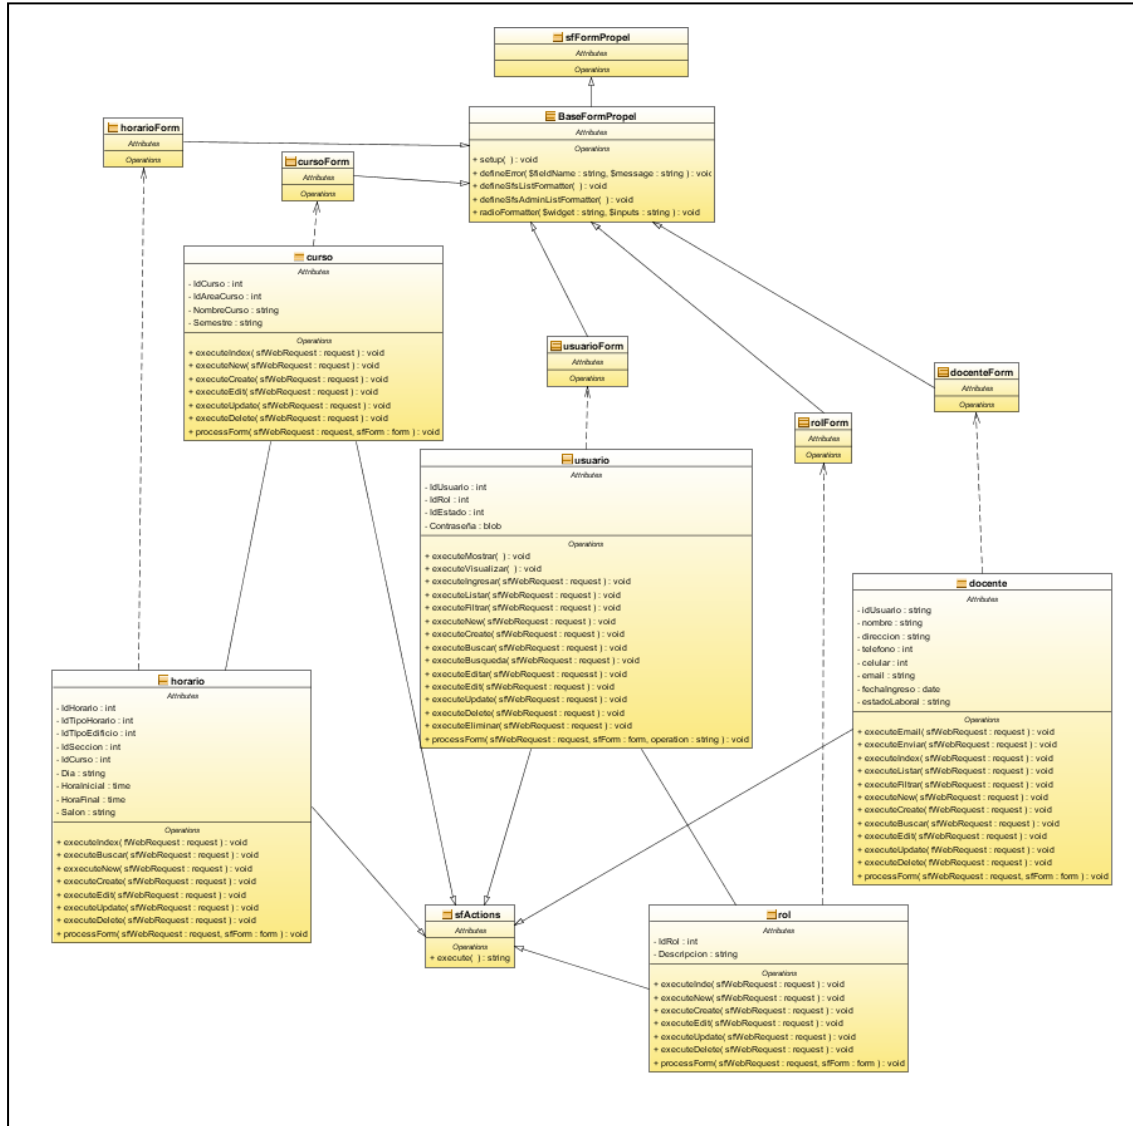 sfFormPropel
Attributes
Operations
BaseFormPropel
Attributes
Operations
+ setup( ) : void
+ defineError( $fieldName : string, $message : string ) : voic
+ defineSfsListFormatter( ) : void
+ defineSfsAdminListFormatter( ) : void
+ radioFormatter( $widget : string, $inputs : string ) : void
horarioForm
Attributes
Operations
cursoForm
Attributes
Operations
curso
Attributes
- IdCurso : int
- IdAreaCurso : int
- NombreCurso : string
- Semestre : string
Operations
+ executeIndex( sfWebRequest : request ) : void
+ executeNew( sfWebRequest : request ) : void
+ executeCreate( sfWebRequest : request ) : void
+ executeEdit( sfWebRequest : request ) : void
+ executeUpdate( sfWebRequest : request ) : void
+ executeDelete( sfWebRequest : request ) : void
+ processForm( sfWebRequest : request, sfForm : form ) : void
usuarioForm
Attributes
Operations
docenteForm
Attributes
Operations
rolForm
Attributes
Operations
usuario
Attributes
- IdUsuario : int
- IdRol : int
- IdEstado : int
- Contraseña : blob
Operations
+ executeMostrar( ) : void
+ executeVisualizar( ) : void
+ executeIngresar( sfWebRequest : request ) : void
+ executeListar( sfWebRequest : request ) : void
+ executeFiltrar( sfWebRequest : request ) : void
+ executeNew( sfWebRequest : request ) : void
+ executeCreate( sfWebRequest : request ) : void
+ executeBuscar( sfWebRequest : request ) : void
+ executeBusqueda( sfWebRequest : request ) : void
+ executeEditar( sfWebRequest : request ) : void
+ executeEdit( sfWebRequest : request ) : void
+ executeUpdate( sfWebRequest : request ) : void
+ executeDelete( sfWebRequest : request ) : void
+ executeEliminar( sfWebRequest : request ) : void
+ processForm( sfWebRequest : request, sfForm : form, operation : string ) : void
docente
Attributes
- idUsuario : string
- nombre : string
- direccion : string
- telefono : int
- celular : int
- email : string
- fechaIngreso : date
- estadoLaboral : string
Operations
+ executeEmail( sfWebRequest : request ) : void
+ executeEnviar( sfWebRequest : request ) : void
+ executeIndex( sfWebRequest : request ) : void
+ executeListar( sfWebRequest : request ) : void
+ executeFiltrar( sfWebRequest : request ) : void
+ executeNew( sfWebRequest : request ) : void
+ executeCreate( sfWebRequest : request ) : void
+ executeBuscar( sfWebRequest : request ) : void
+ executeEdit( sfWebRequest : request ) : void
+ executeUpdate( fWebRequest : request ) : void
+ executeDelete( fWebRequest : request ) : void
+ processForm( sfWebRequest : request, sfForm : form ) : void
horario
Attributes
- IdHorario : int
- IdTipoHorario : int
- IdTipoEdificio : int
- IdSeccion : int
- IdCurso : int
- Dia : string
- HoraInicial : time
- HoraFinal : time
- Salon : string
Operations
+ executeIndex( fWebRequest : request ) : void
+ executeBuscar( sfWebRequest : request ) : void
+ exxecuteNew( sfWebRequest : request ) : void
+ executeCreate( sfWebRequest : request ) : void
+ executeEdit( sfWebRequest : request ) : void
+ executeUpdate( sfWebRequest : request ) : void
+ executeDelete( sfWebRequest : request ) : void
+ processForm( sfWebRequest : request, sfForm : form ) : void
sfActions
Attributes
Operations
+ execute( ) : string
rol
Attributes
- IdRol : int
- Descripcion : string
Operations
+ executeInde( sfWebRequest : request ) : void
+ executeNew( sfWebRequest : request ) : void
+ executeCreate( sfWebRequest : request ) : void
+ executeEdit( sfWebRequest : request ) : void
+ executeUpdate( sfWebRequest : request ) : void
+ executeDelete( sfWebRequest : request ) : void
+ processForm( sfWebRequest : request, sfForm : form ) : void